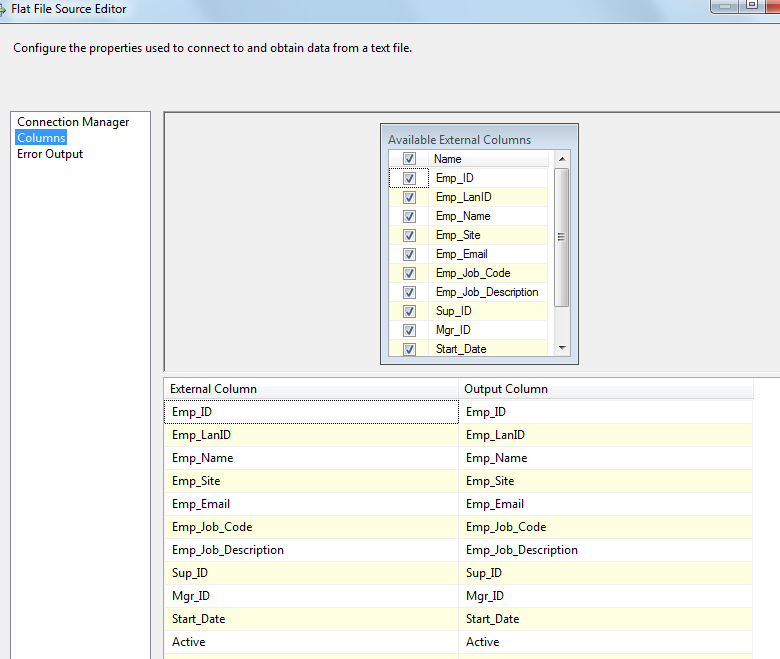 Flat File Source Editor
Configure the properties used to connect to and obtain data from a text file.
Connection Manager
Columns
Error Output
Available External Columns
Name
Emp_ID
Emp_LanID
Emp_Name
Emp_Site
Emp_Email
Emp_Job_Code
Emp_Job_Description
Sup_ID
Mgr_ID
Start_Date
External Column Output Column
Emp_ID Emp_ID
Emp_LanID Emp_LanID
Emp_Name Emp_Name
Emp_Site Emp_Site
Emp_Email Emp_Email
Emp_Job_Code Emp_Job_Code
Emp_Job_Description Emp_Job_Description
Sup_ID Sup_ID
Mgr_ID Mgr_ID
Start_Date Start_Date
Active Active